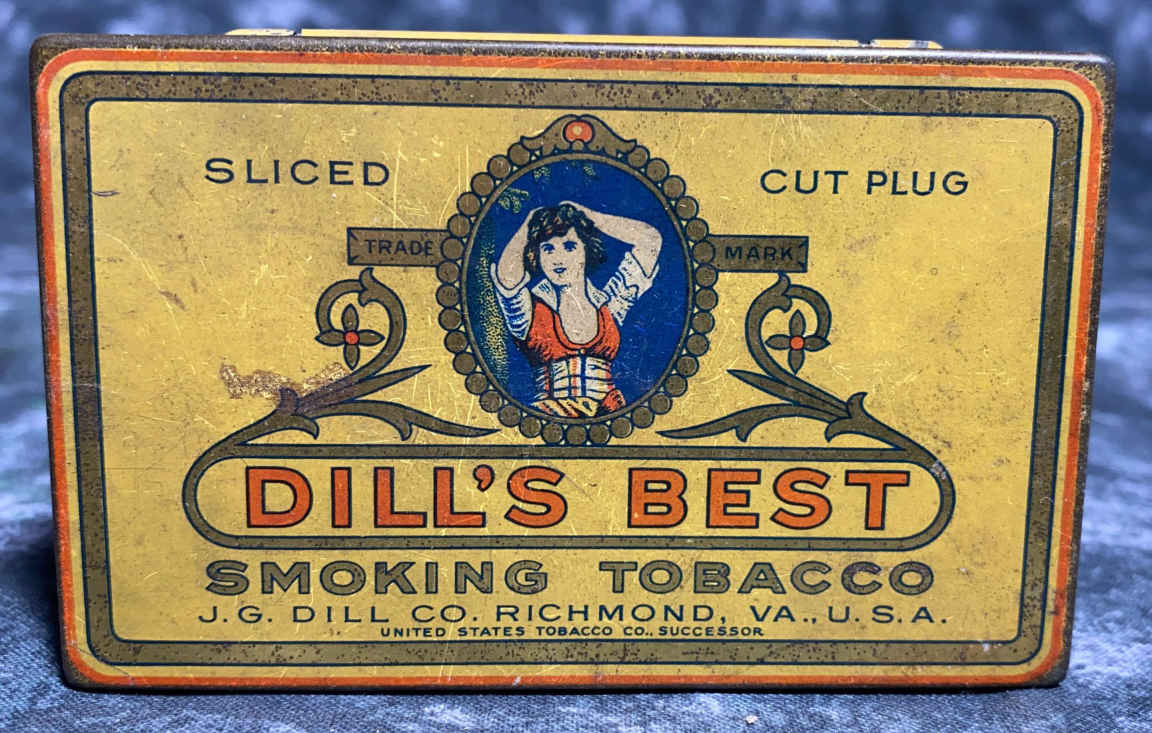 SLICED CUT PLUG
TRADE MARK
DILL'S BEST
SMOKING TOBACCO
J.G. DILL CO. RICHMOND, VA., U.S.A.
UNITED STATES TOBACCO CO., SUCCESSOR